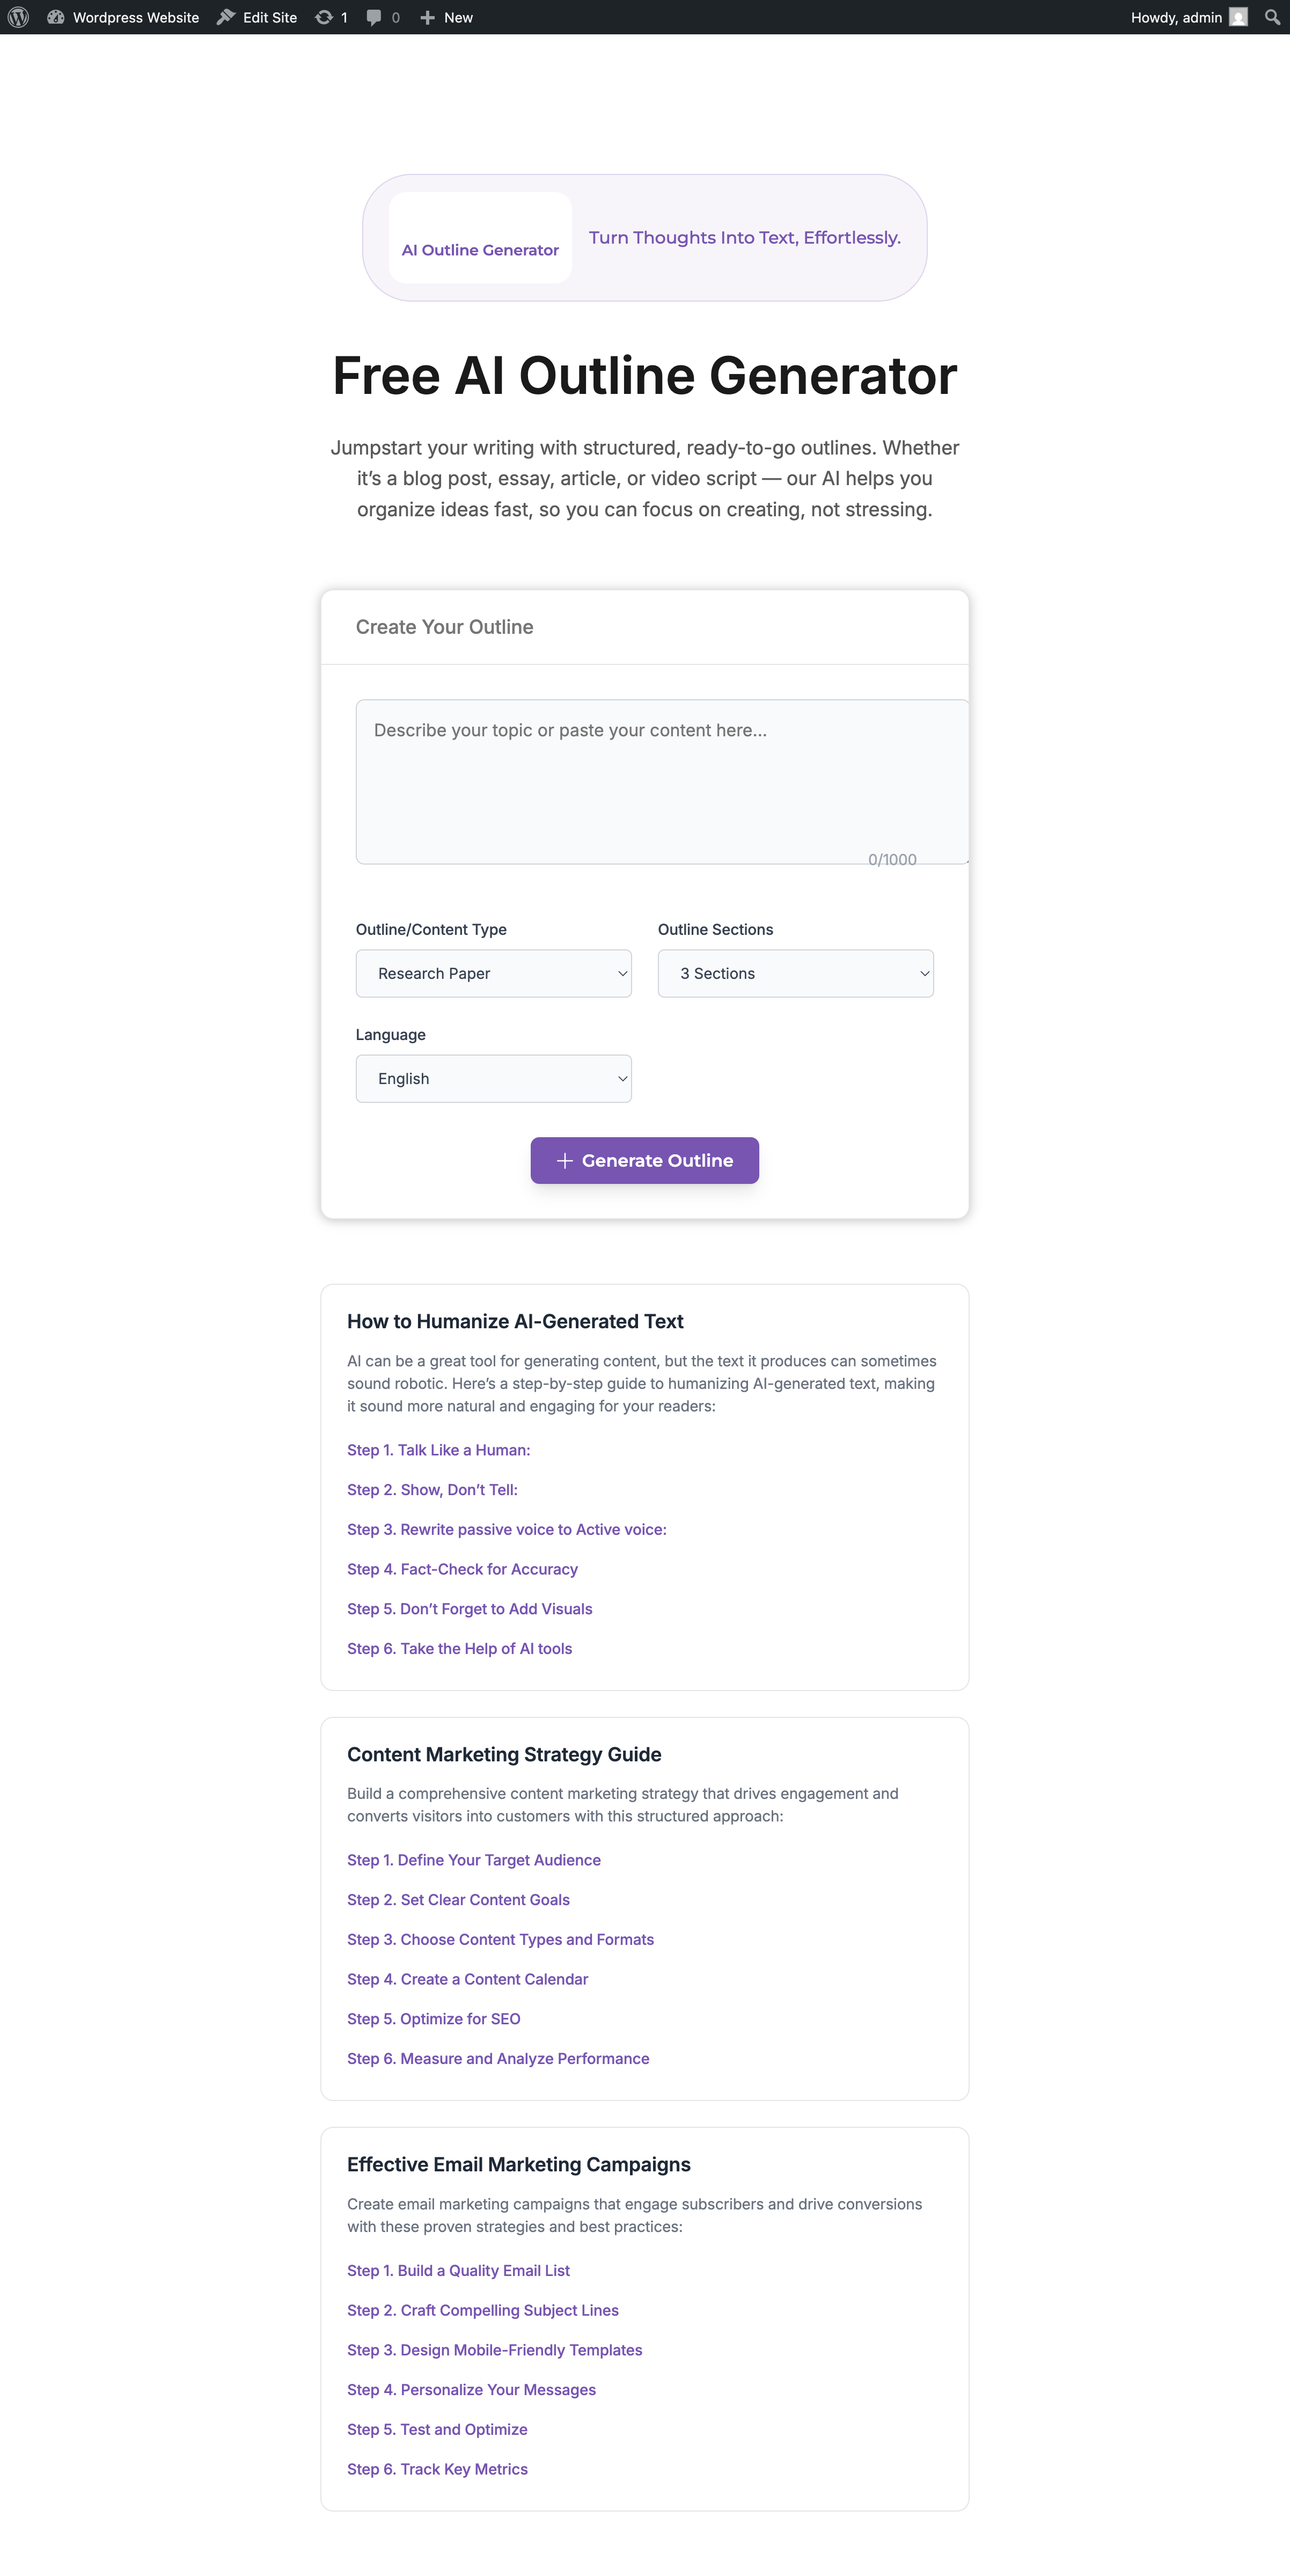 Wordpress Website Edit Site 1 0 New Howdy, admin
AI Outline Generator
Turn Thoughts Into Text, Effortlessly.
Free AI Outline Generator
Jumpstart your writing with structured, ready-to-go outlines. Whether
it’s a blog post, essay, article, or video script — our AI helps you
organize ideas fast, so you can focus on creating, not stressing.
Create Your Outline
Describe your topic or paste your content here...
0/1000
Outline/Content Type
Research Paper
Outline Sections
3 Sections
Language
English
Generate Outline
How to Humanize AI-Generated Text
AI can be a great tool for generating content, but the text it produces can sometimes
sound robotic. Here’s a step-by-step guide to humanizing AI-generated text, making
it sound more natural and engaging for your readers:
Step 1. Talk Like a Human:
Step 2. Show, Don’t Tell:
Step 3. Rewrite passive voice to Active voice:
Step 4. Fact-Check for Accuracy
Step 5. Don’t Forget to Add Visuals
Step 6. Take the Help of AI tools
Content Marketing Strategy Guide
Build a comprehensive content marketing strategy that drives engagement and
converts visitors into customers with this structured approach:
Step 1. Define Your Target Audience
Step 2. Set Clear Content Goals
Step 3. Choose Content Types and Formats
Step 4. Create a Content Calendar
Step 5. Optimize for SEO
Step 6. Measure and Analyze Performance
Effective Email Marketing Campaigns
Create email marketing campaigns that engage subscribers and drive conversions
with these proven strategies and best practices:
Step 1. Build a Quality Email List
Step 2. Craft Compelling Subject Lines
Step 3. Design Mobile-Friendly Templates
Step 4. Personalize Your Messages
Step 5. Test and Optimize
Step 6. Track Key Metrics